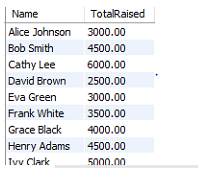 Name TotalRaised
Alice Johnson 3000.00
Bob Smith 4500.00
Cathy Lee 6000.00
David Brown 2500.00
Eva Green 3000.00
Frank White 3500.00
Grace Black 4000.00
Henry Adams 4500.00
Ivy Clark 5000.00